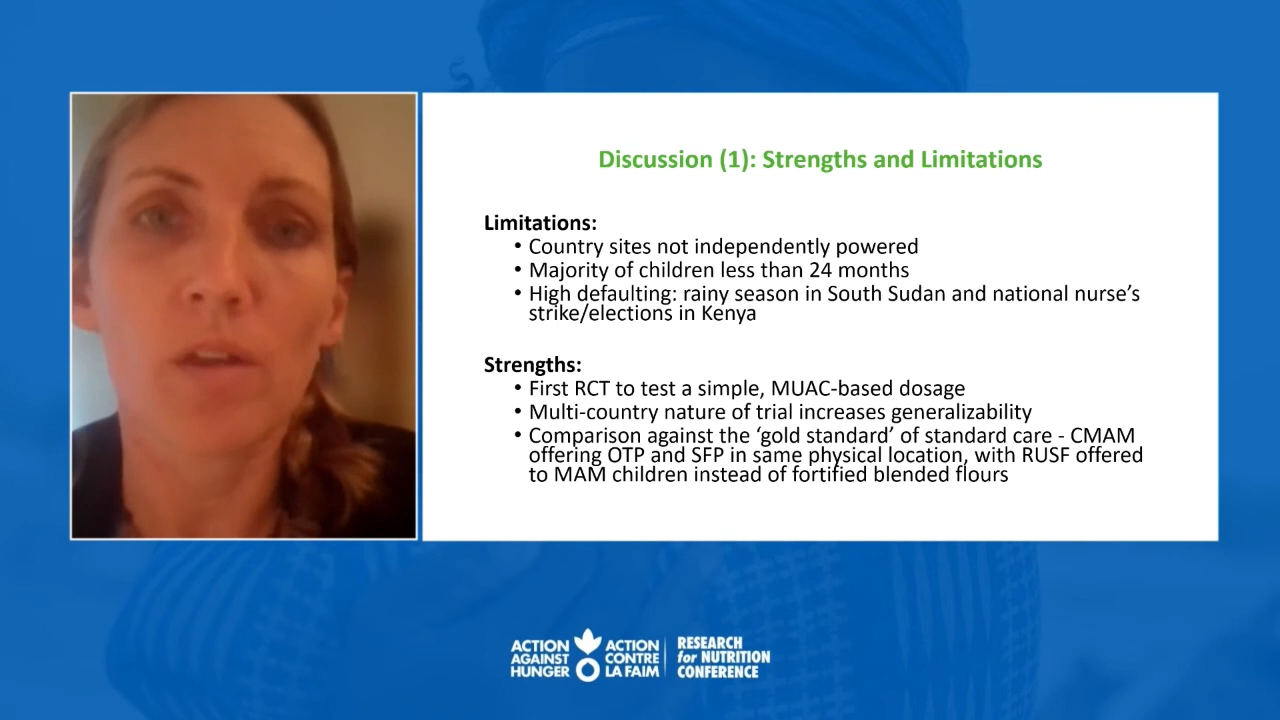 Discussion (1): Strengths and Limitations
Limitations:
• Country sites not independently powered
• Majority of children less than 24 months
• High defaulting: rainy season in South Sudan and national nurse's
strike/elections in Kenya
Strengths:
• First RCT to test a simple, MUAC-based dosage
• Multi-country nature of trial increases generalizability
• Comparison against the 'gold standard' of standard care - CMAM
offering OTP and SFP in same physical location, with RUSF offered
to MAM children instead of fortified blended flours
ACTION
AGAINST
HUNGER
ACTION
CONTRE
LA FAIM
RESEARCH
for NUTRITION
CONFERENCE